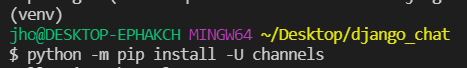 (venv)
jho@DESKTOP-EPHAKCH MINGW64 ~/Desktop/django_chat
$ python -m pip install -U channels